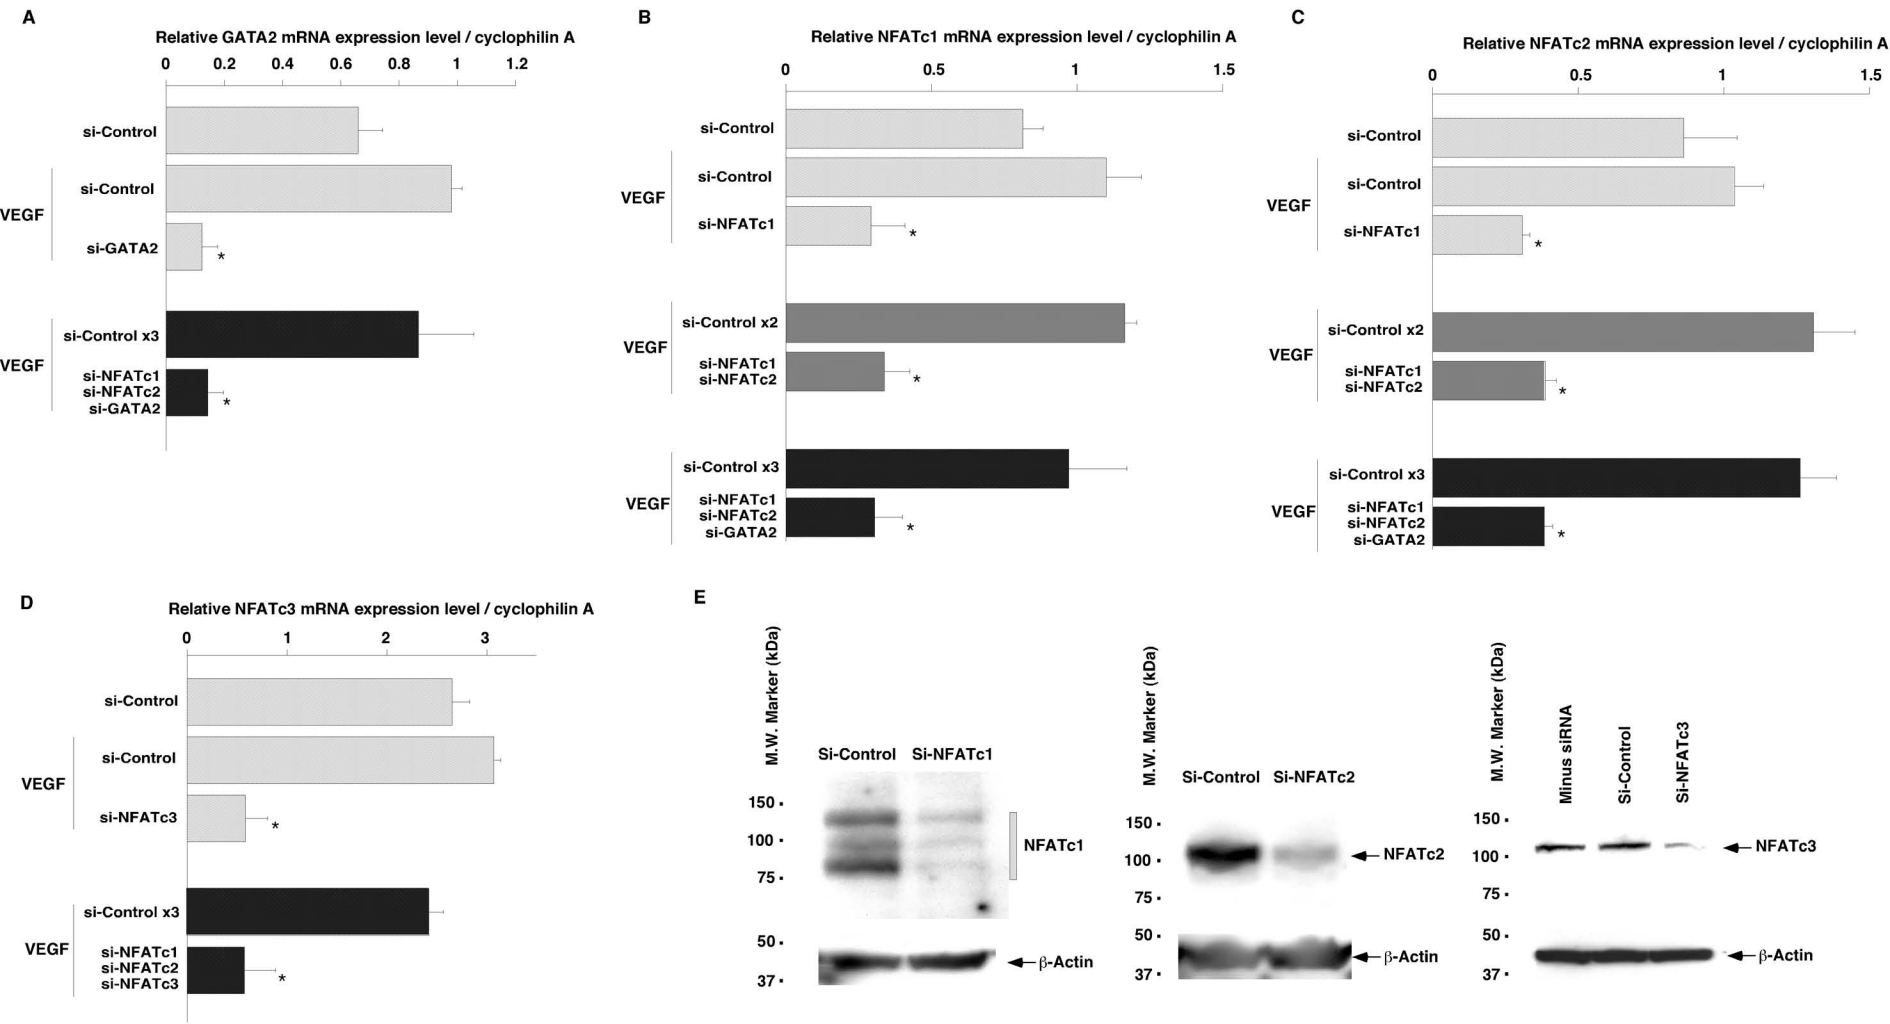 A
Relative GATA2 mRNA expression level / cyclophilin A
0 0.2 0.4 0.6 0.8 1 1.2
si-Control
VEGF
si-Control
si-GATA2
*
VEGF
si-Control x3
si-NFATc1
si-NFATc2
si-GATA2
*
B
Relative NFATc1 mRNA expression level / cyclophilin A
0 0.5 1 1.5
si-Control
VEGF
si-Control
si-NFATc1
*
VEGF
si-Control x2
si-NFATc1
si-NFATc2
*
VEGF
si-Control x3
si-NFATc1
si-NFATc2
si-GATA2
*
C
Relative NFATc2 mRNA expression level / cyclophilin A
0 0.5 1 1.5
si-Control
VEGF
si-Control
si-NFATc1
*
VEGF
si-Control x2
si-NFATc1
si-NFATc2
*
VEGF
si-Control x3
si-NFATc1
si-NFATc2
si-GATA2
*
D
Relative NFATc3 mRNA expression level / cyclophilin A
0 1 2 3
si-Control
VEGF
si-Control
si-NFATc3
*
VEGF
si-Control x3
si-NFATc1
si-NFATc2
si-NFATc3
*
E
M.W. Marker (kDa)
Si-Control Si-NFATc1
150
100
75
50
37
NFATc1
β-Actin
M.W. Marker (kDa)
Si-Control Si-NFATc2
150
100
75
50
37
NFATc2
β-Actin
M.W. Marker (kDa)
Minus siRNA
Si-Control
Si-NFATc3
150
100
75
50
37
NFATc3
β-Actin